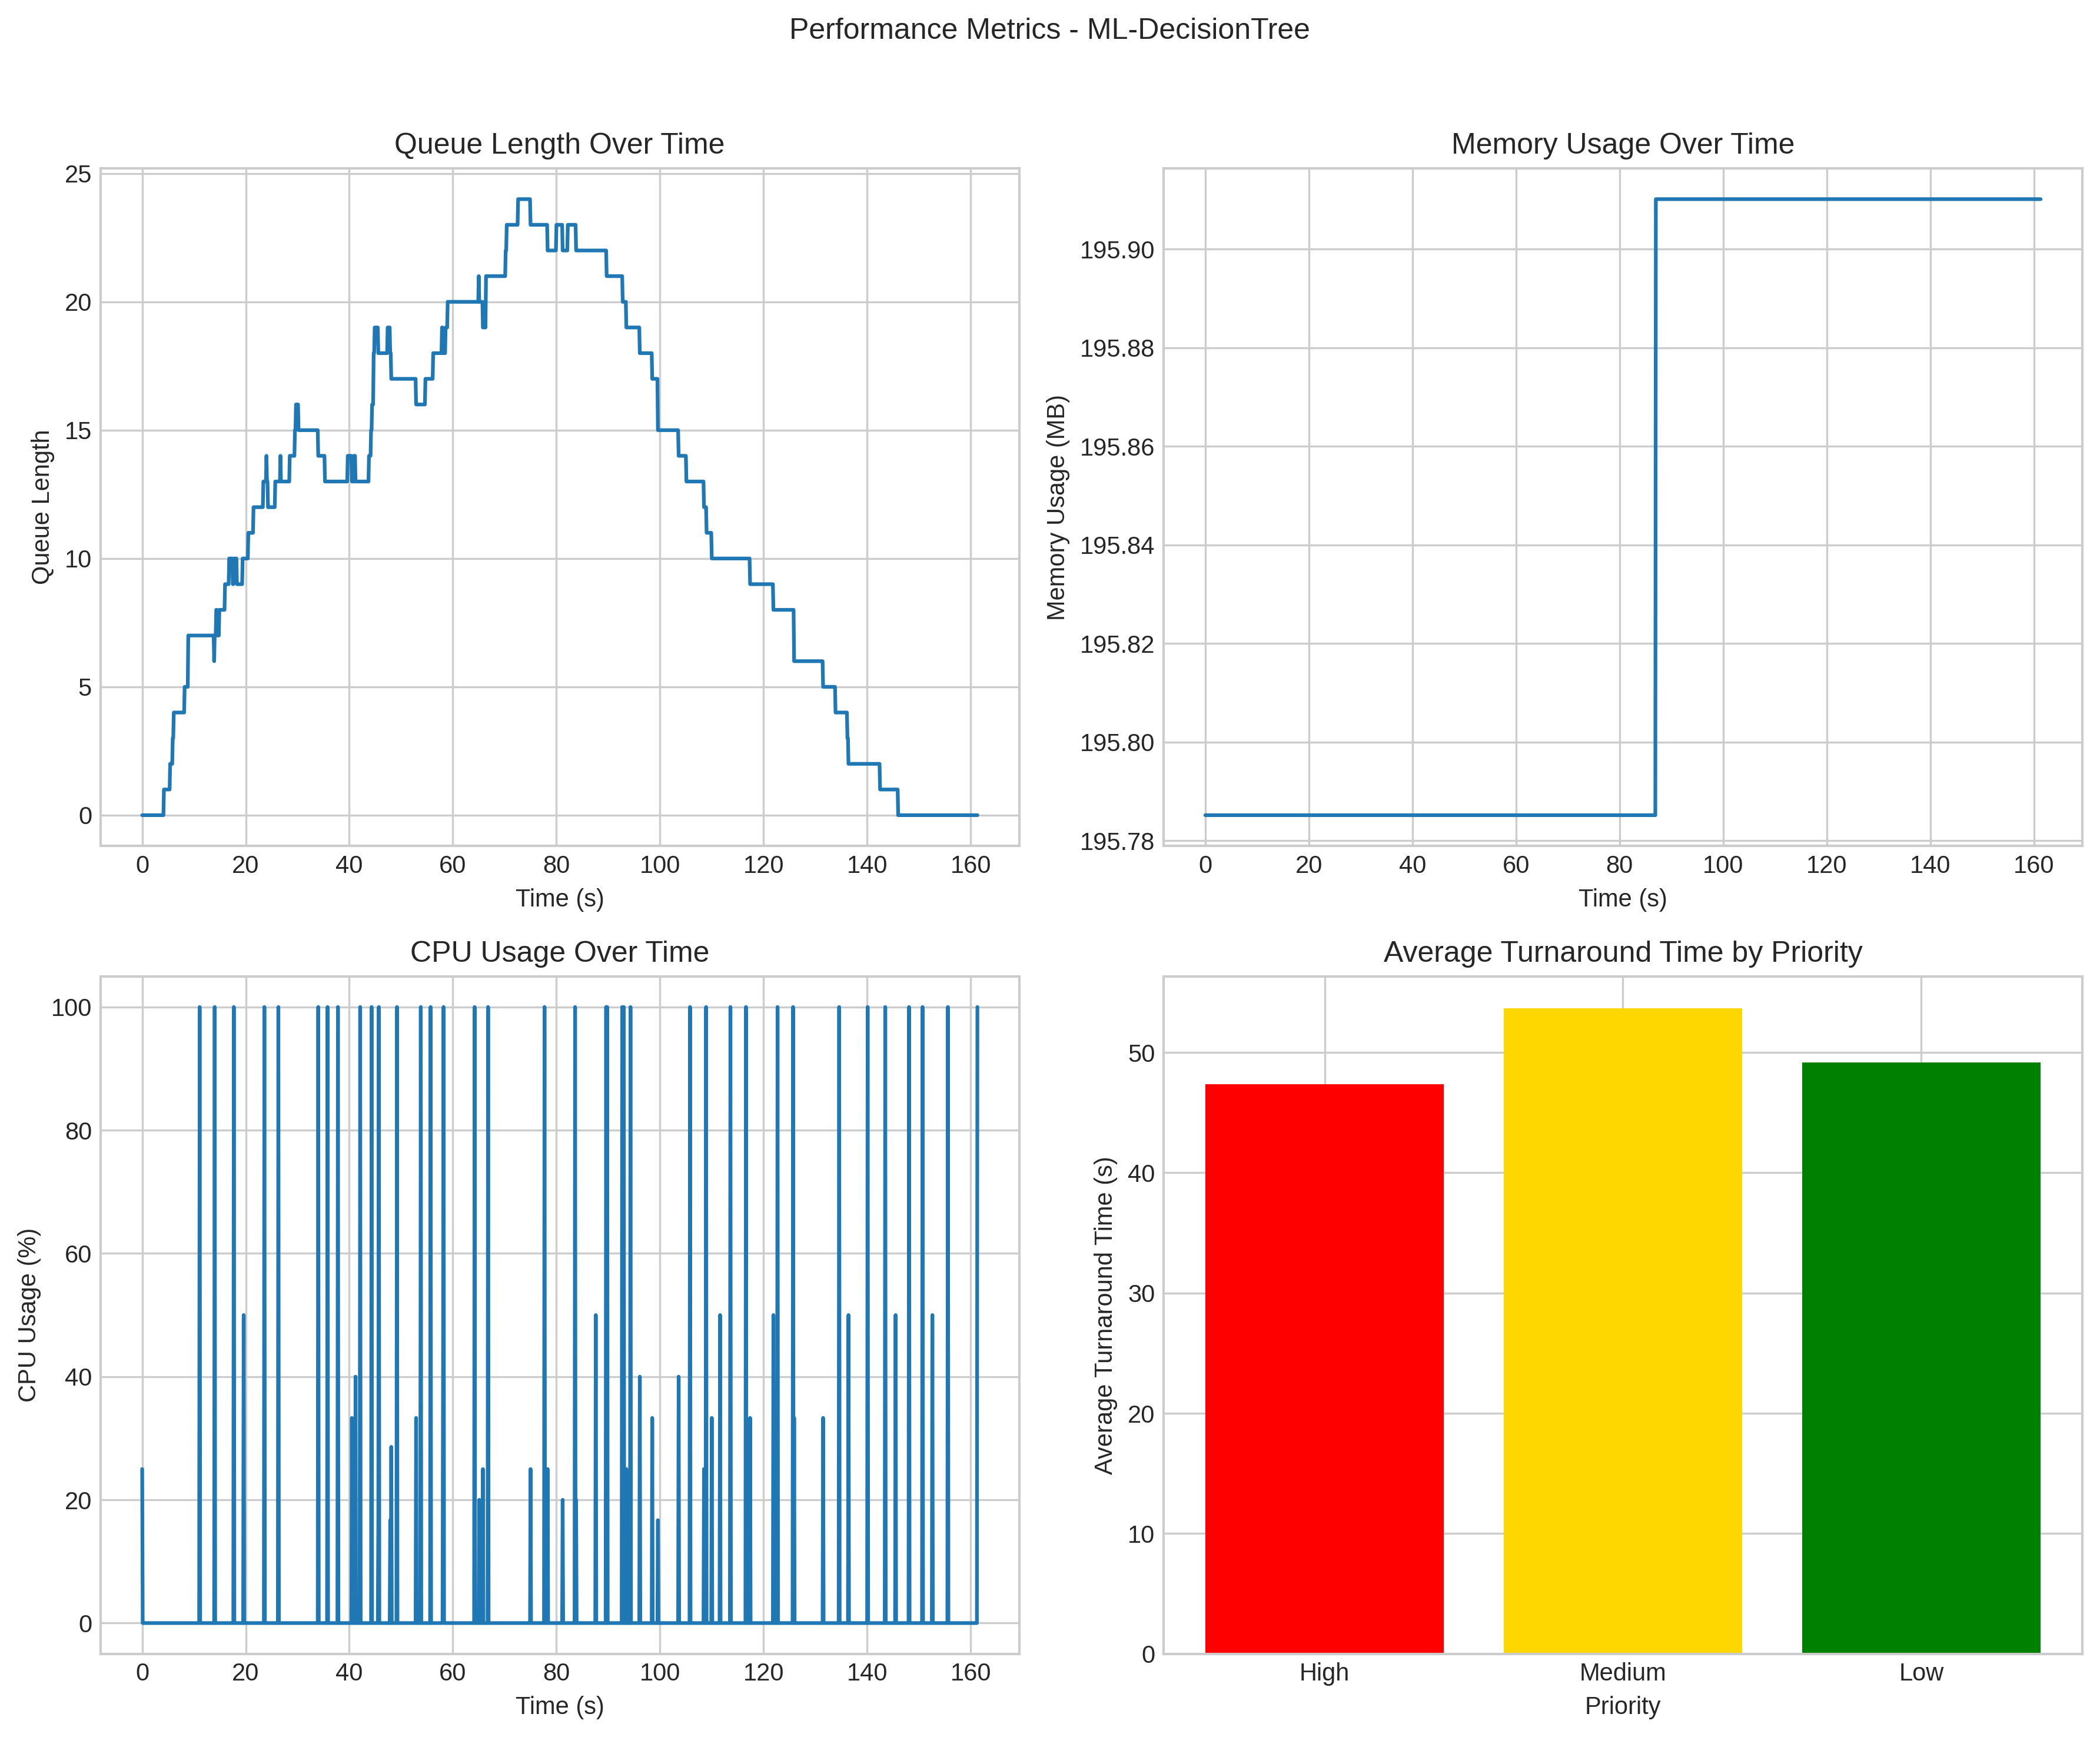 Performance Metrics - ML-DecisionTree
Queue Length Over Time
25
20
15
10
5
0
Queue Length
0 20 40 60 80 100 120 140 160
Time (s)
Memory Usage Over Time
195.90
195.88
195.86
195.84
195.82
195.80
195.78
Memory Usage (MB)
0 20 40 60 80 100 120 140 160
Time (s)
CPU Usage Over Time
100
80
60
40
20
0
CPU Usage (%)
0 20 40 60 80 100 120 140 160
Time (s)
Average Turnaround Time by Priority
50
40
30
20
10
0
Average Turnaround Time (s)
High Medium Low
Priority